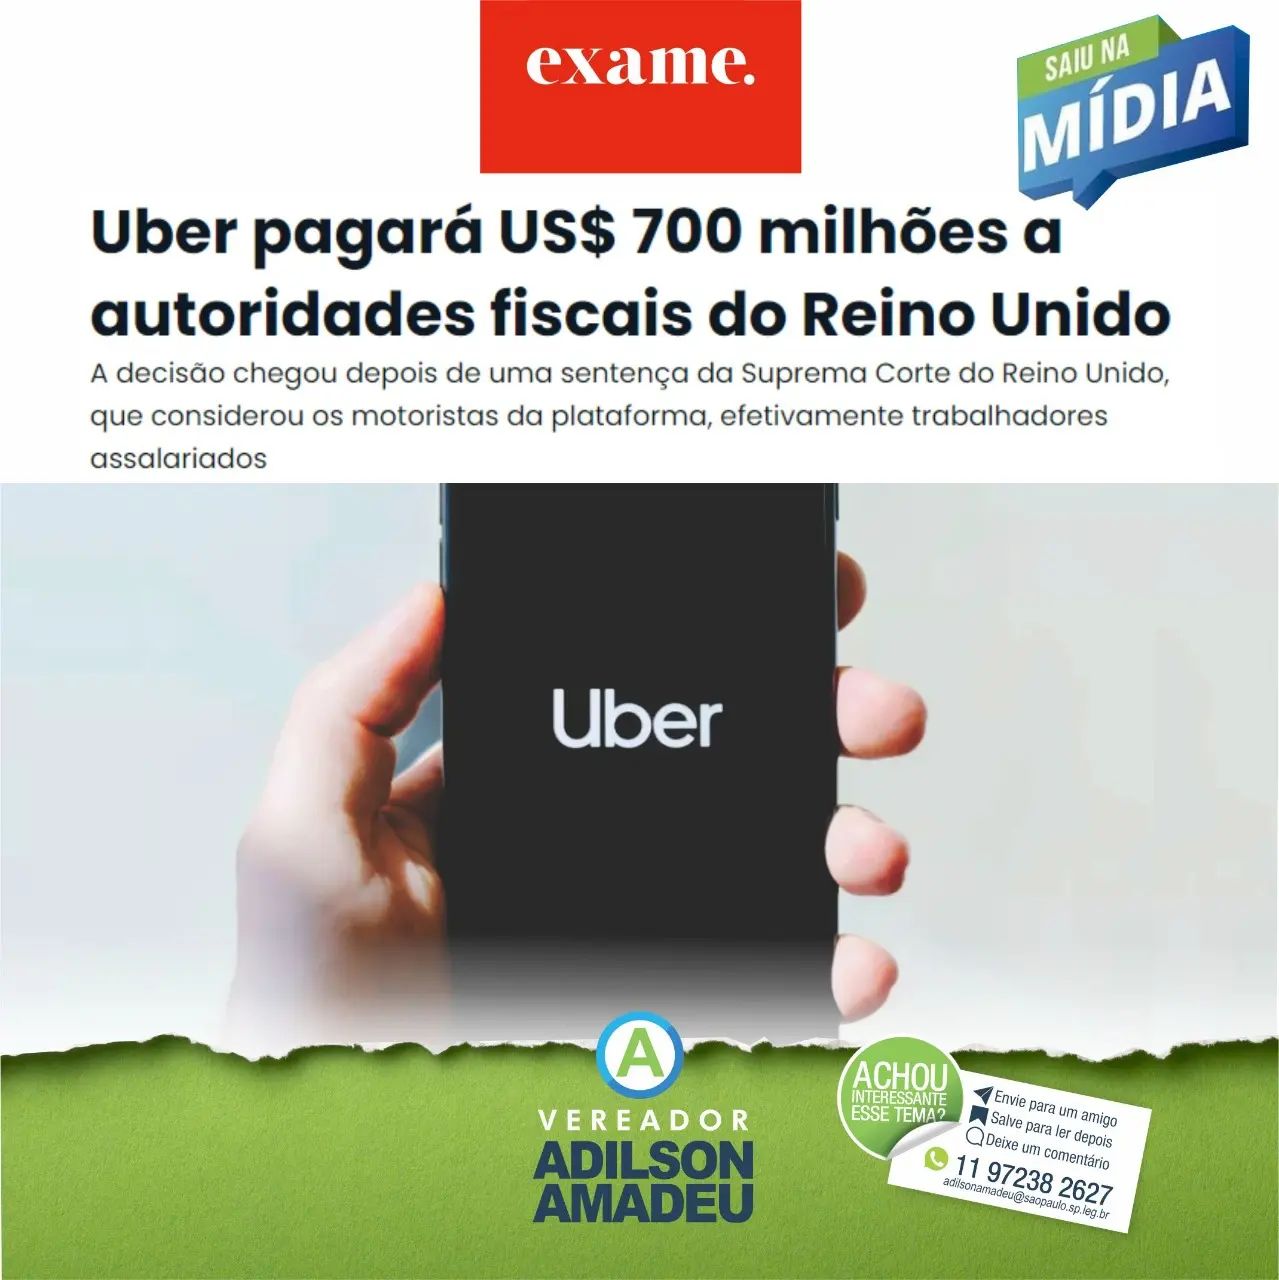 exame.
SAIU NA
MÍDIA
Uber pagará US$ 700 milhões a
autoridades fiscais do Reino Unido
A decisão chegou depois de uma sentença da Suprema Corte do Reino Unido,
que considerou os motoristas da plataforma, efetivamente trabalhadores
assalariados
Uber
A
VEREADOR
ADILSON
AMADEU
ACHOU
INTERESSANTE
ESSE TEMA?
Envie para um amigo
Salve para ler depois
Deixe um comentário
11 97238 2627
adilsonamadeu@saopaulo.sp.leg.br